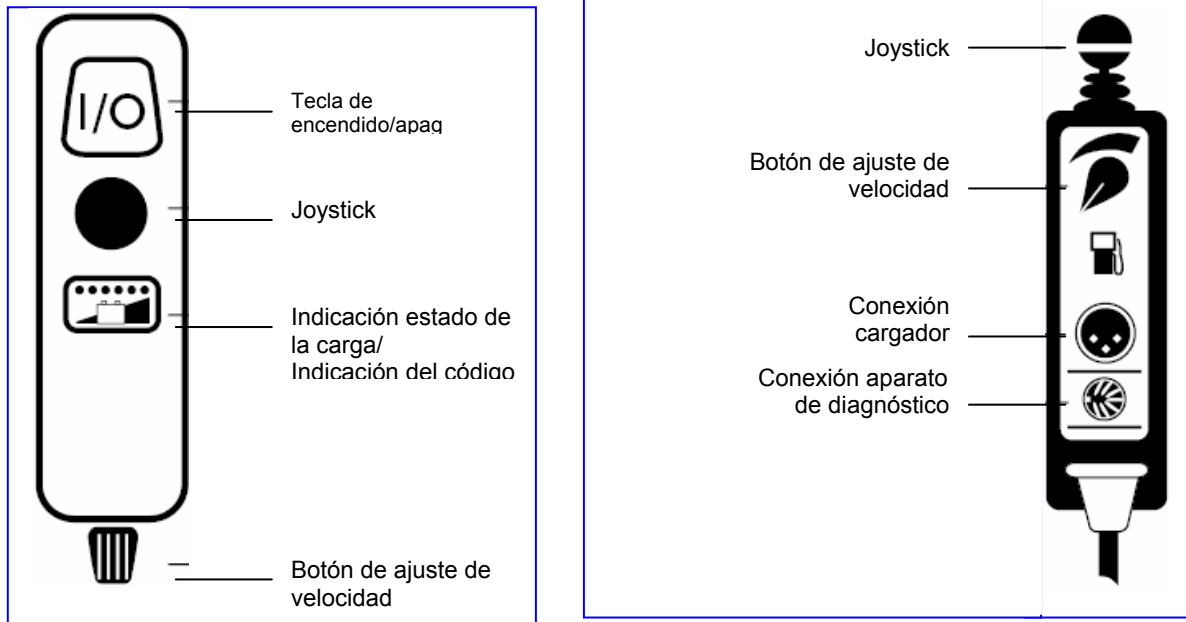 I/O
Tecla de
encendido/apag
Joystick
Indicación estado de
la carga/
Indicación del código
Botón de ajuste de
velocidad
Joystick
Botón de ajuste de
velocidad
Conexión
cargador
Conexión aparato
de diagnóstico